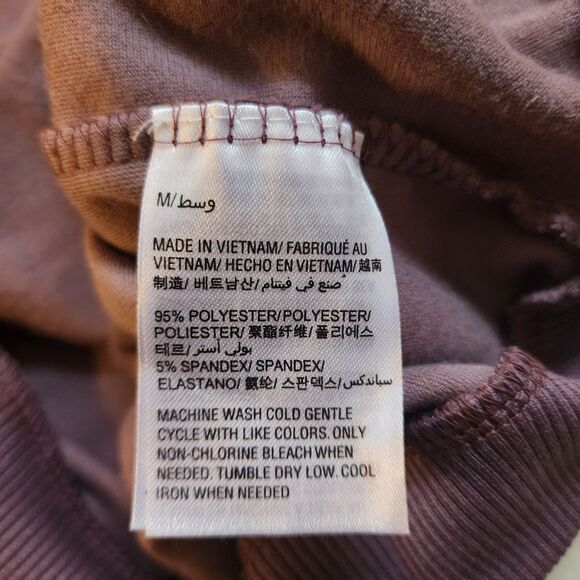 M/وسط
MADE IN VIETNAM/ FABRIQUÉ AU
VIETNAM/ HECHO EN VIETNAM/越南
制造/ 베트남산/صنع في فيتنام
95% POLYESTER/POLYESTER/
POLIESTER/ 聚酯纤维/폴리에스
테르/بولي أستر
5% SPANDEX/ SPANDEX/
ELASTANO/ 氨纶/ 스판덱스/سباندكس
MACHINE WASH COLD GENTLE
CYCLE WITH LIKE COLORS. ONLY
NON-CHLORINE BLEACH WHEN
NEEDED. TUMBLE DRY LOW. COOL
IRON WHEN NEEDED